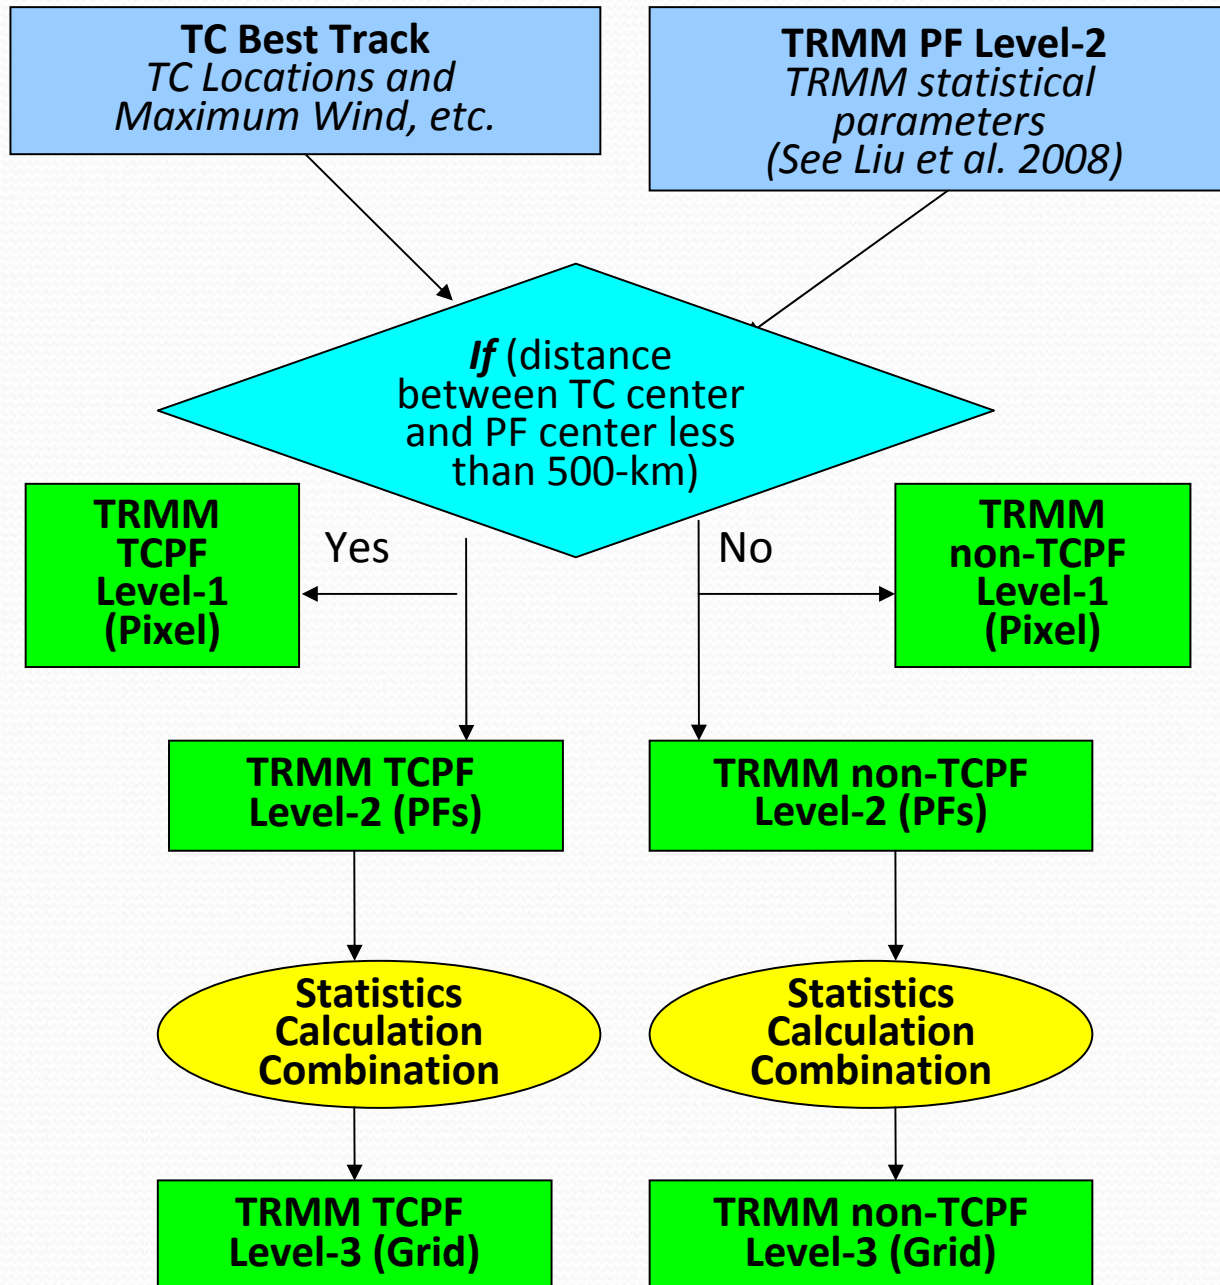 TC Best Track
TC Locations and
Maximum Wind, etc.
TRMM PF Level-2
TRMM statistical
parameters
(See Liu et al. 2008)
If (distance
between TC center
and PF center less
than 500-km)
TRMM
TCPF
Level-1
(Pixel)
Yes
No
TRMM
non-TCPF
Level-1
(Pixel)
TRMM TCPF
Level-2 (PFs)
TRMM non-TCPF
Level-2 (PFs)
Statistics
Calculation
Combination
Statistics
Calculation
Combination
TRMM TCPF
Level-3 (Grid)
TRMM non-TCPF
Level-3 (Grid)